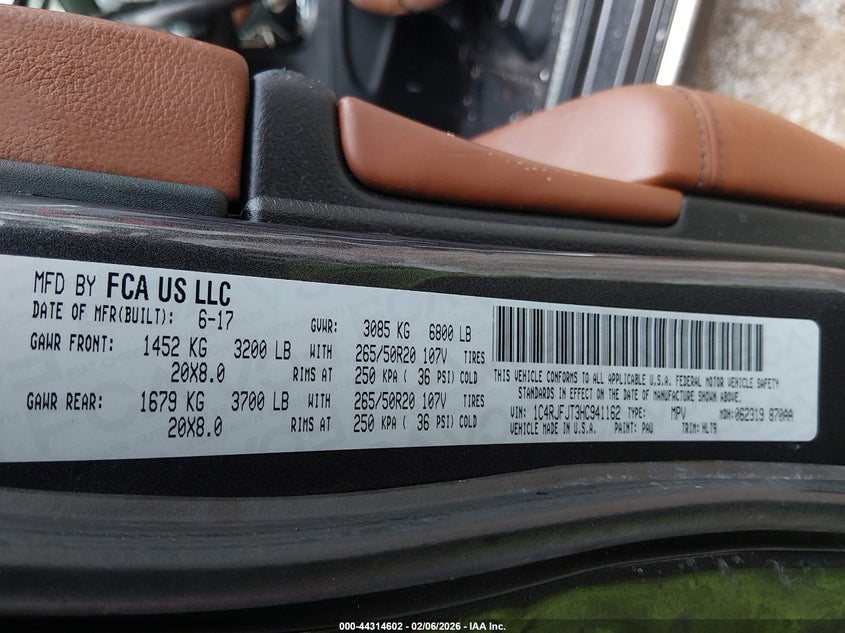 MFD BY FCA US LLC
DATE OF MFR(BUILT): 6-17 GVWR: 3085 KG 6800 LB
GAWR FRONT: 1452 KG 3200 LB WITH 265/50R20 107V TIRES
20X8.0 RIMS AT 250 KPA ( 36 PSI) COLD
GAWR REAR: 1679 KG 3700 LB WITH 265/50R20 107V TIRES
20X8.0 RIMS AT 250 KPA ( 36 PSI) COLD
THIS VEHICLE CONFORMS TO ALL APPLICABLE U.S.A. FEDERAL MOTOR VEHICLE SAFETY
STANDARDS IN EFFECT ON THE DATE OF MANUFACTURE SHOWN ABOVE.
VIN: 1C4RJFJT3HC941162 TYPE: MPV MDH: 062319 870AA
VEHICLE MADE IN U.S.A. PAINT: PAU TRIM: HLT9
000-44314602 - 02/06/2026 - IAA Inc.